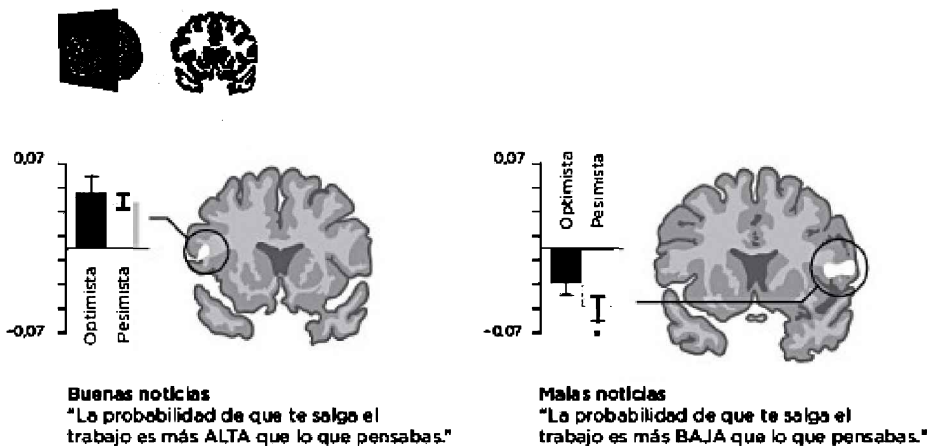 0,07
Optimista
Pesimista
-0,07
Buenas noticias
"La probabilidad de que te salga el
trabajo es más ALTA que lo que pensabas."
0,07
Optimista
Pesimista
-0.07
Malas noticias
"La probabilidad de que te salga el
trabajo es más BAJA que lo que pensabas."